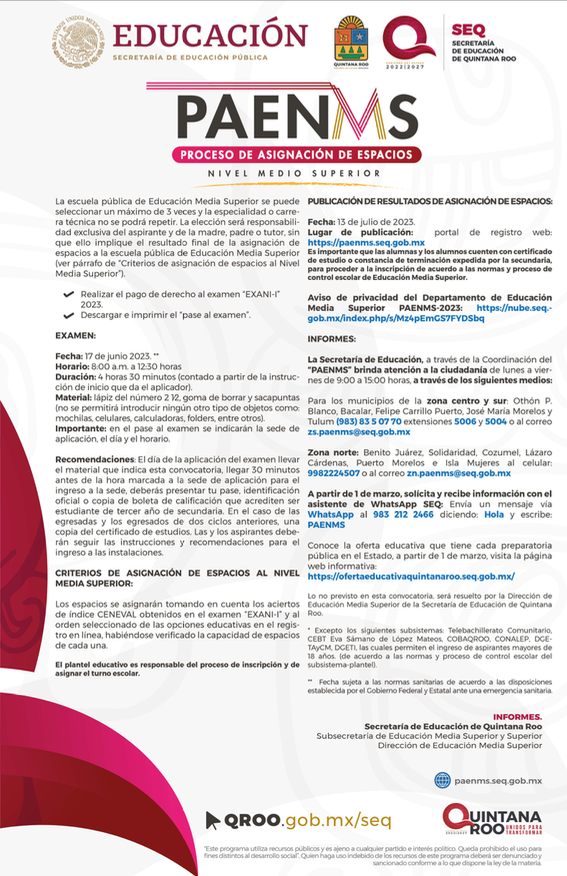 EDUCACIÓN
SECRETARÍA DE EDUCACIÓN PÚBLICA
QUINTANA ROO
2022/2027
SEQ
SECRETARÍA
DE EDUCACIÓN
DE QUINTANA ROO
PAENMS
PROCESO DE ASIGNACIÓN DE ESPACIOS
NIVEL MEDIO SUPERIOR
La escuela pública de Educación Media Superior se puede
seleccionar un máximo de 3 veces y la especialidad o carre-
ra técnica no se podrá repetir. La elección será responsabili-
dad exclusiva del aspirante y de la madre, padre o tutor, sin
que ello implique el resultado final de la asignación de
espacios a la escuela pública de Educación Media Superior
(ver párrafo de "Criterios de asignación de espacios al Nivel
Media Superior").
Realizar el pago de derecho al examen "EXANI-I"
2023.
Descargar e imprimir el "pase al examen".
EXAMEN:
Fecha: 17 de junio 2023. **
Horario: 8:00 a.m. a 12:30 horas
Duración: 4 horas 30 minutos (contado a partir de la instruc-
ción de inicio que da el aplicador).
Material: lápiz del número 2 1⁄2, goma de borrar y sacapuntas
(no se permitirá introducir ningún otro tipo de objetos como:
mochilas, celulares, calculadoras, folders, entre otros).
Importante: en el pase al examen se indicarán la sede de
aplicación, el día y el horario.
Recomendaciones: El día de la aplicación del examen llevar
el material que indica esta convocatoria, llegar 30 minutos
antes de la hora marcada a la sede de aplicación para el
ingreso a la sede, deberás presentar tu pase, identificación
oficial o copia de boleta de calificación que acrediten ser
estudiante de tercer año de secundaria. En el caso de las
egresadas y los egresados de dos ciclos anteriores, una
copia del certificado de estudios. Las y los aspirantes debe-
rán seguir las instrucciones y recomendaciones para el
ingreso a las instalaciones.
CRITERIOS DE ASIGNACIÓN DE ESPACIOS AL NIVEL
MEDIA SUPERIOR:
Los espacios se asignarán tomando en cuenta los aciertos
de índice CENEVAL obtenidos en el examen "EXANI-I" y al
orden seleccionado de las opciones educativas en el regis-
tro en línea, habiéndose verificado la capacidad de espacios
de cada una.
El plantel educativo es responsable del proceso de inscripción y de
asignar el turno escolar.
PUBLICACIÓN DE RESULTADOS DE ASIGNACIÓN DE ESPACIOS:
Fecha: 13 de julio de 2023.
Lugar de publicación: portal de registro web:
https://paenms.seq.gob.mx
Es importante que las alumnas y los alumnos cuenten con certificado
de estudio o constancia de terminación expedida por la secundaria,
para proceder a la inscripción de acuerdo a las normas y proceso de
control escolar de Educación Media Superior.
Aviso de privacidad del Departamento de Educación
Media Superior PAENMS-2023: https://nube.seq.-
gob.mx/index.php/s/Mz4pEmGS7FYDSbq
INFORMES:
La Secretaría de Educación, a través de la Coordinación del
"PAENMS" brinda atención a la ciudadanía de lunes a vier-
nes de 9:00 a 15:00 horas, a través de los siguientes medios:
Para los municipios de la zona centro y sur: Othón P.
Blanco, Bacalar, Felipe Carrillo Puerto, José María Morelos y
Tulum (983) 83 5 07 70 extensiones 5006 y 5004 o al correo
zs.paenms@seq.gob.mx
Zona norte: Benito Juárez, Solidaridad, Cozumel, Lázaro
Cárdenas, Puerto Morelos e Isla Mujeres al celular:
9982224507 o al correo zn.paenms@seq.gob.mx
A partir de 1 de marzo, solicita y recibe información con el
asistente de WhatsApp SEQ: Envía un mensaje vía
WhatsApp al 983 212 2466 diciendo: Hola y escribe:
PAENMS
Conoce la oferta educativa que tiene cada preparatoria
pública en el Estado, a partir de 1 de marzo, visita la página
web informativa:
https://ofertaeducativaquintanaroo.seq.gob.mx/
Lo no previsto en esta convocatoria, será resuelto por la Dirección de
Educación Media Superior de la Secretaría de Educación de Quintana
Roo.
* Excepto los siguientes subsistemas: Telebachillerato Comunitario,
CEBT Eva Sámano de López Mateos, COBAQROO, CONALEP, DGE-
TAyCM, DGETI, las cuales permiten el ingreso de aspirantes mayores de
18 años. (de acuerdo a las normas y proceso de control escolar del
subsistema-plantel).
** Fecha sujeta a las normas sanitarias de acuerdo a las disposiciones
establecida por el Gobierno Federal y Estatal ante una emergencia sanitaria.
INFORMES.
Secretaría de Educación de Quintana Roo
Subsecretaría de Educación Media Superior y Superior
Dirección de Educación Media Superior
paenms.seq.gob.mx
QROO.gob.mx/seq
QUINTANA
ROO UNIDOS PARA
TRANSFORMAR
"Este programa utiliza recursos públicos y es ajeno a cualquier partido e interés político. Queda prohibido el uso para
fines distintos al desarrollo social". Quien haga uso indebido de los recursos de este programa deberá ser denunciado y
sancionado conforme a lo que dispone la ley de la materia.